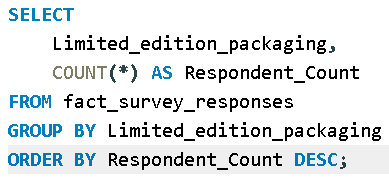 SELECT
Limited_edition_packaging,
COUNT(*) AS Respondent_Count
FROM fact_survey_responses
GROUP BY Limited_edition_packaging
ORDER BY Respondent_Count DESC;